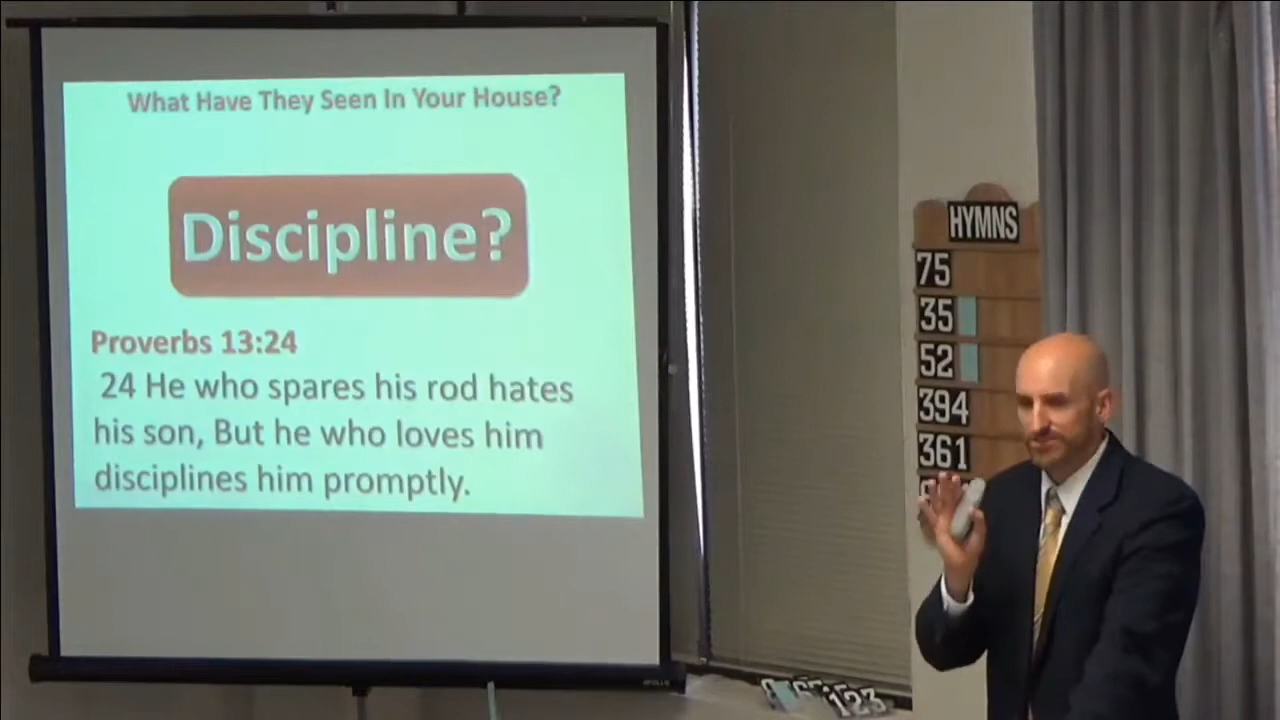 What Have They Seen In Your House?
Discipline?
Proverbs 13:24
24 He who spares his rod hates
his son, But he who loves him
disciplines him promptly.
HYMNS
75
35
52
394
361
123